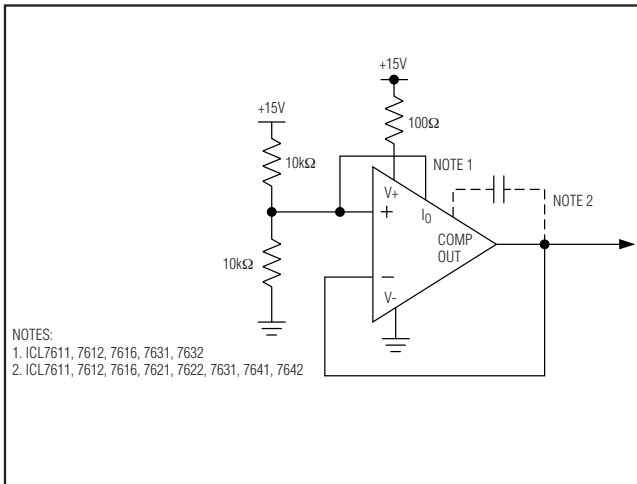 +15V
+15V
100Ω
10kΩ
NOTE 1
V+
I0
+
NOTE 2
COMP
OUT
10kΩ
–
V-
NOTES:
1. ICL7611, 7612, 7616, 7631, 7632
2. ICL7611, 7612, 7616, 7621, 7622, 7631, 7641, 7642